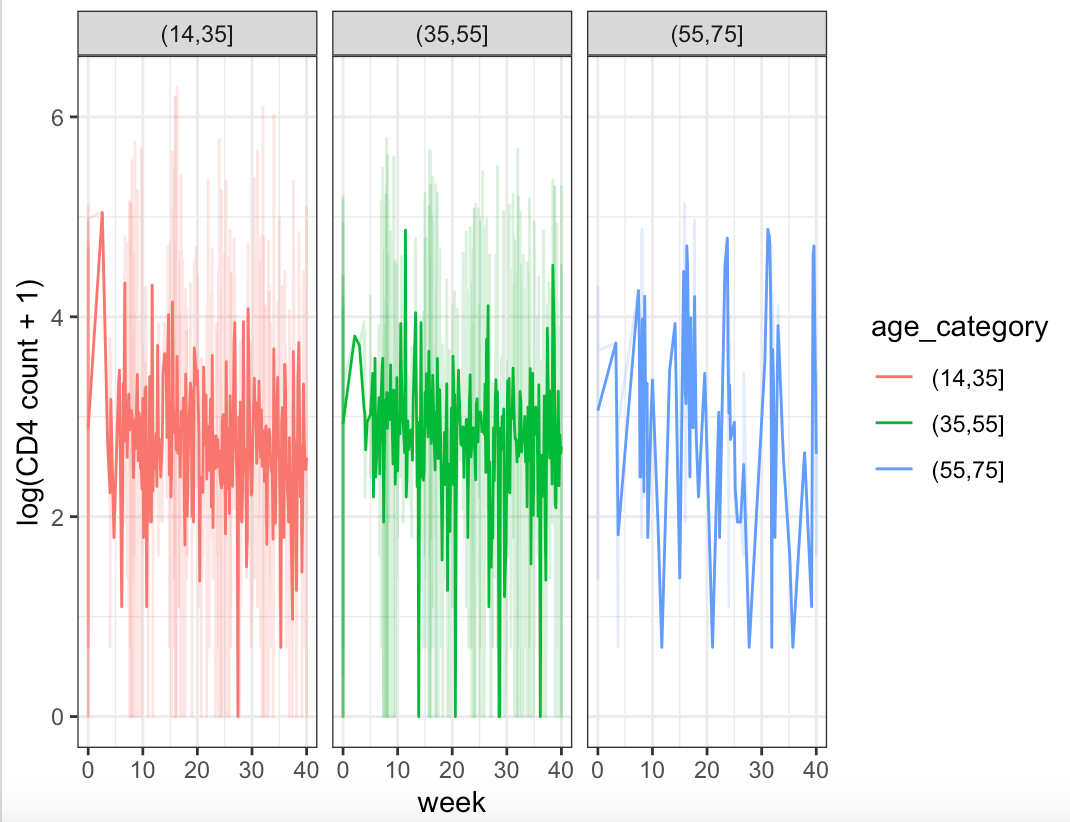 (14,35] (35,55] (55,75]
6
4
2
0
log(CD4 count + 1)
0 10 20 30 40 0 10 20 30 40 0 10 20 30 40
week
age_category
(14,35]
(35,55]
(55,75]